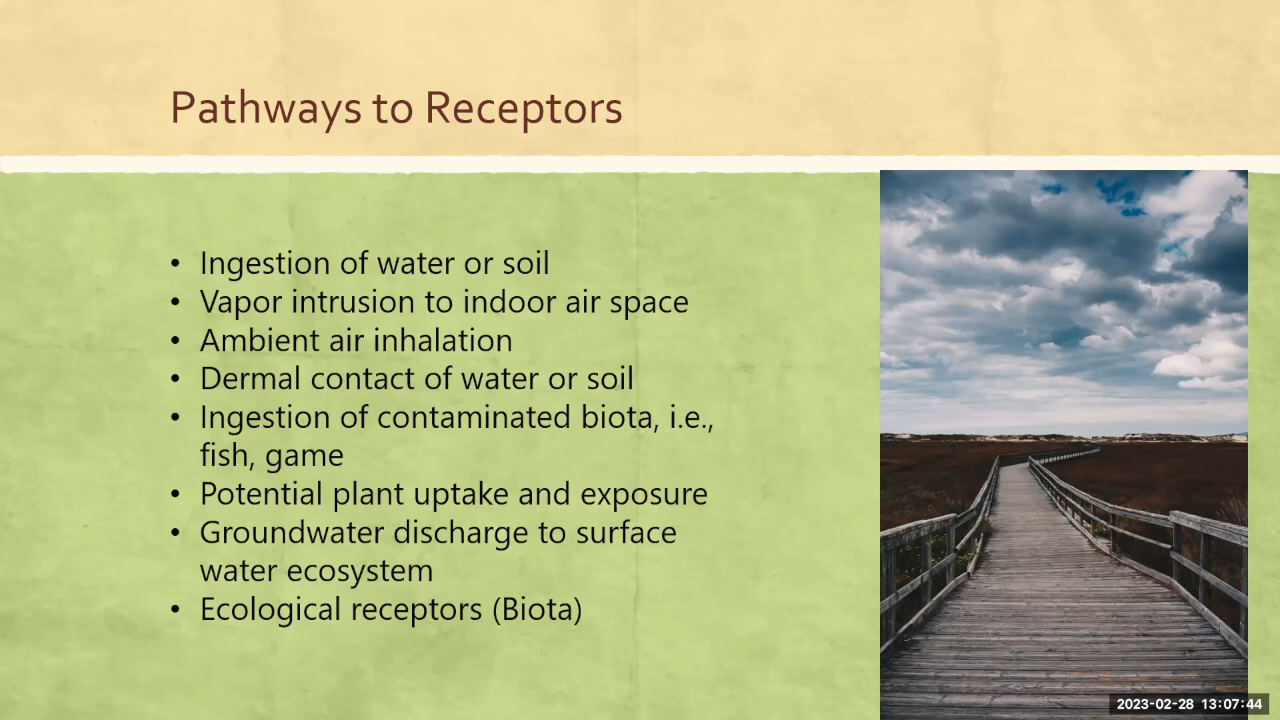 Pathways to Receptors
• Ingestion of water or soil
• Vapor intrusion to indoor air space
• Ambient air inhalation
• Dermal contact of water or soil
• Ingestion of contaminated biota, i.e.,
fish, game
• Potential plant uptake and exposure
• Groundwater discharge to surface
water ecosystem
• Ecological receptors (Biota)
2023-02-28 13:07:44